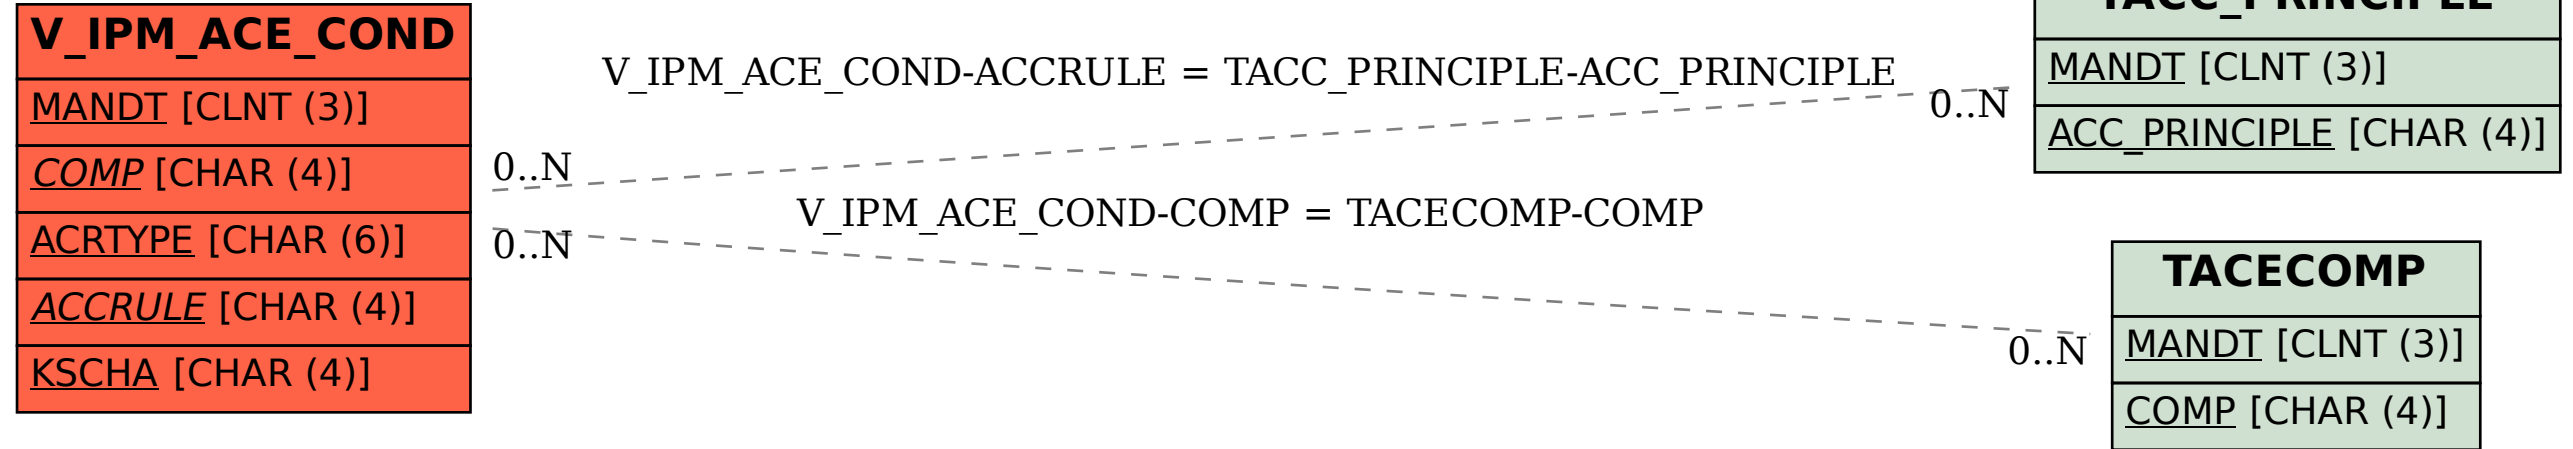 V_IPM_ACE_COND
MANDT [CLNT (3)]
COMP [CHAR (4)]
ACRTYPE [CHAR (6)]
ACCRULE [CHAR (4)]
KSCHA [CHAR (4)]
V_IPM_ACE_COND-ACCRULE = TACC_PRINCIPLE-ACC_PRINCIPLE
0..N
0..N
V_IPM_ACE_COND-COMP = TACECOMP-COMP
0..N
0..N
TACC_PRINCIPLE
MANDT [CLNT (3)]
ACC_PRINCIPLE [CHAR (4)]
TACECOMP
MANDT [CLNT (3)]
COMP [CHAR (4)]